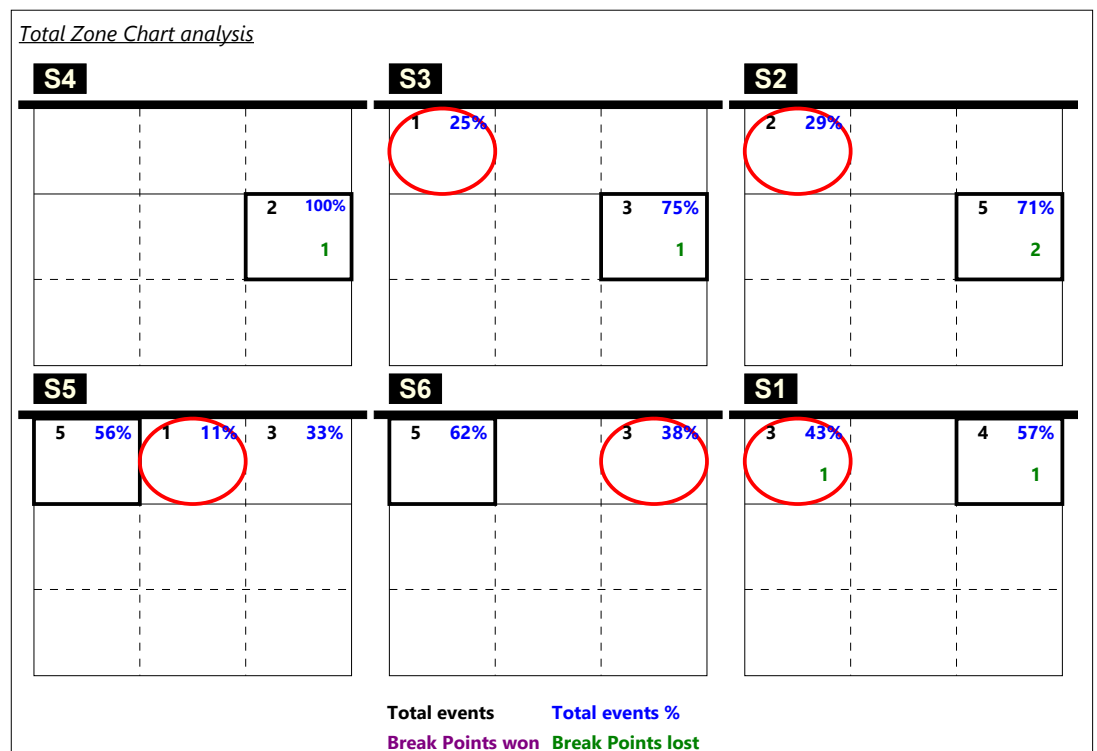 Total Zone Chart analysis
S4 S3 S2
1 25% 2 29%
2 100% 3 75% 5 71%
1 1 2
S5 S6 S1
5 56% 1 11% 3 33% 5 62% 3 38% 3 43% 4 57%
1 1
Total events Total events %
Break Points won Break Points lost